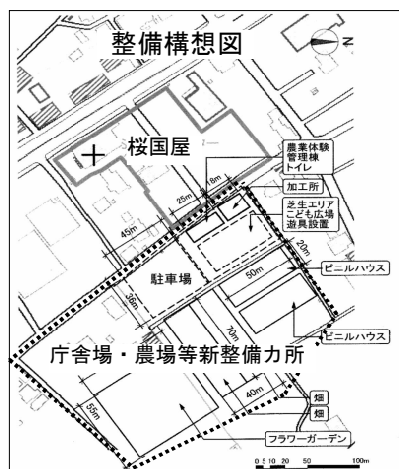 整備構想図
N
桜国屋
農業体験
管理棟
トイレ
加工所
芝生エリア
こども広場
遊具設置
18m
25m
45m
20m
駐車場
ビニルハウス
50m
36m
70m
ビニルハウス
庁舎場・農場等新整備カ所
40m
55m
畑
畑
フラワーガーデン
0 5 10 20 50 100m